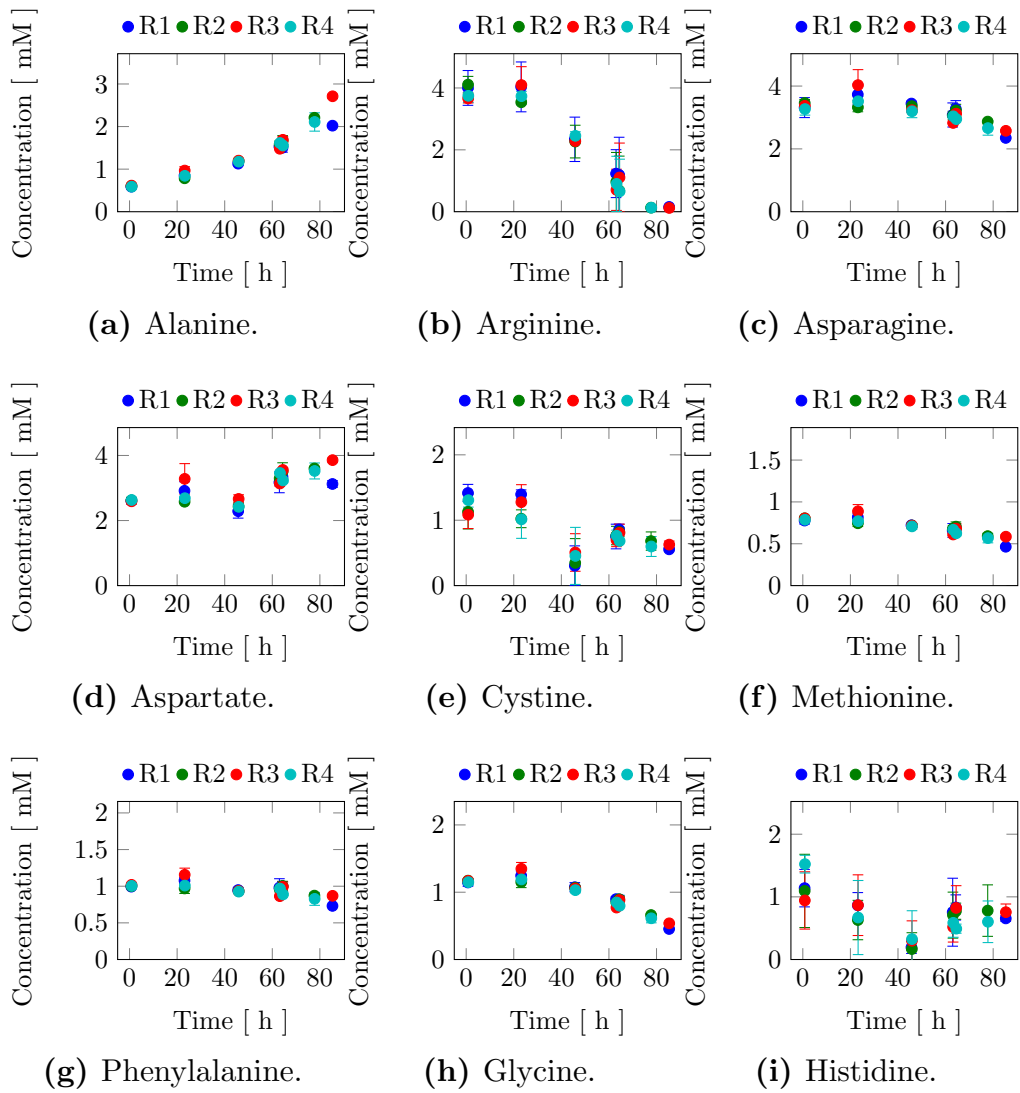 R1 R2 R3 R4
Concentration [ mM ]
3
2
1
0
0 20 40 60 80
Time [ h ]
(a) Alanine.
R1 R2 R3 R4
Concentration [ mM ]
4
2
0
0 20 40 60 80
Time [ h ]
(b) Arginine.
R1 R2 R3 R4
Concentration [ mM ]
4
2
0
0 20 40 60 80
Time [ h ]
(c) Asparagine.
R1 R2 R3 R4
Concentration [ mM ]
4
2
0
0 20 40 60 80
Time [ h ]
(d) Aspartate.
R1 R2 R3 R4
Concentration [ mM ]
2
1
0
0 20 40 60 80
Time [ h ]
(e) Cystine.
R1 R2 R3 R4
Concentration [ mM ]
1.5
1
0.5
0
0 20 40 60 80
Time [ h ]
(f) Methionine.
R1 R2 R3 R4
Concentration [ mM ]
2
1.5
1
0.5
0
0 20 40 60 80
Time [ h ]
(g) Phenylalanine.
R1 R2 R3 R4
Concentration [ mM ]
2
1
0
0 20 40 60 80
Time [ h ]
(h) Glycine.
R1 R2 R3 R4
Concentration [ mM ]
2
1
0
0 20 40 60 80
Time [ h ]
(i) Histidine.